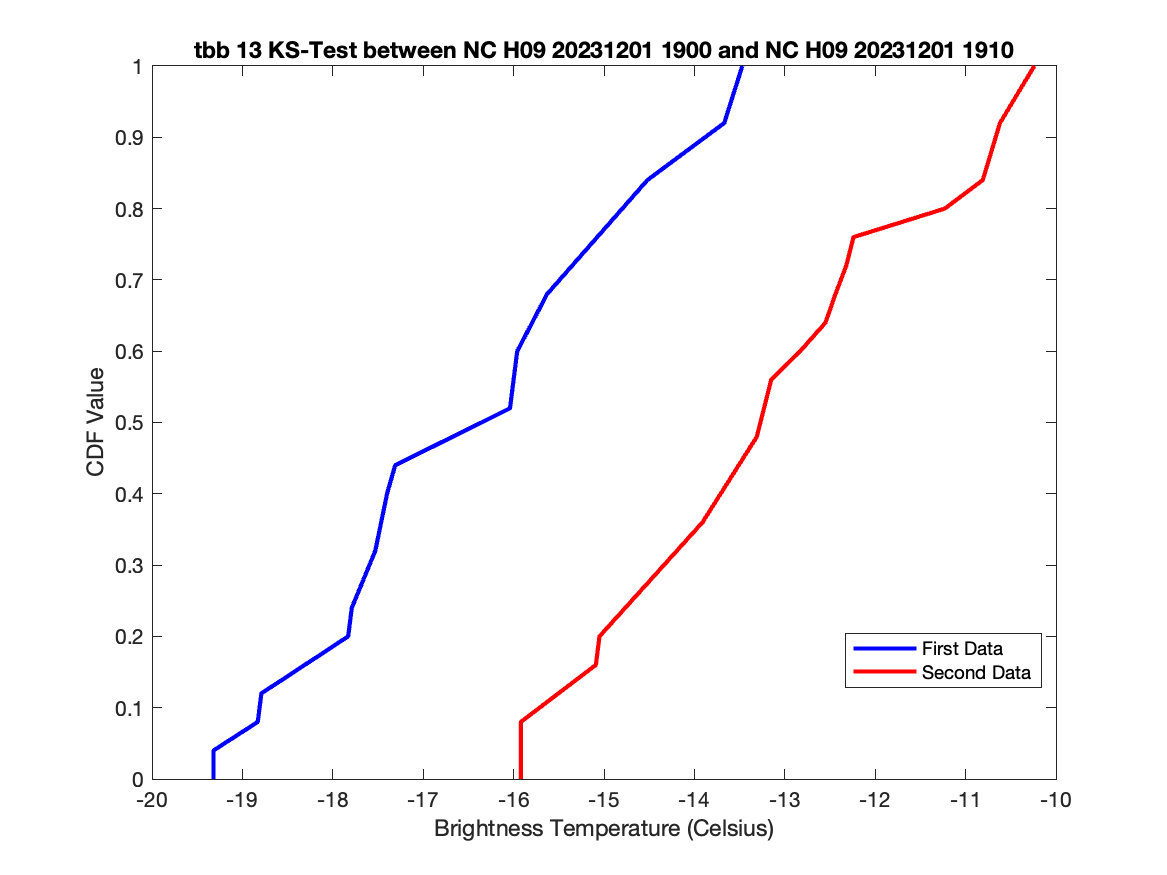 tbb 13 KS-Test between NC H09 20231201 1900 and NC H09 20231201 1910
1
0.9
0.8
0.7
0.6
0.5
0.4
0.3
0.2
0.1
0
CDF Value
First Data
Second Data
-20 -19 -18 -17 -16 -15 -14 -13 -12 -11 -10
Brightness Temperature (Celsius)